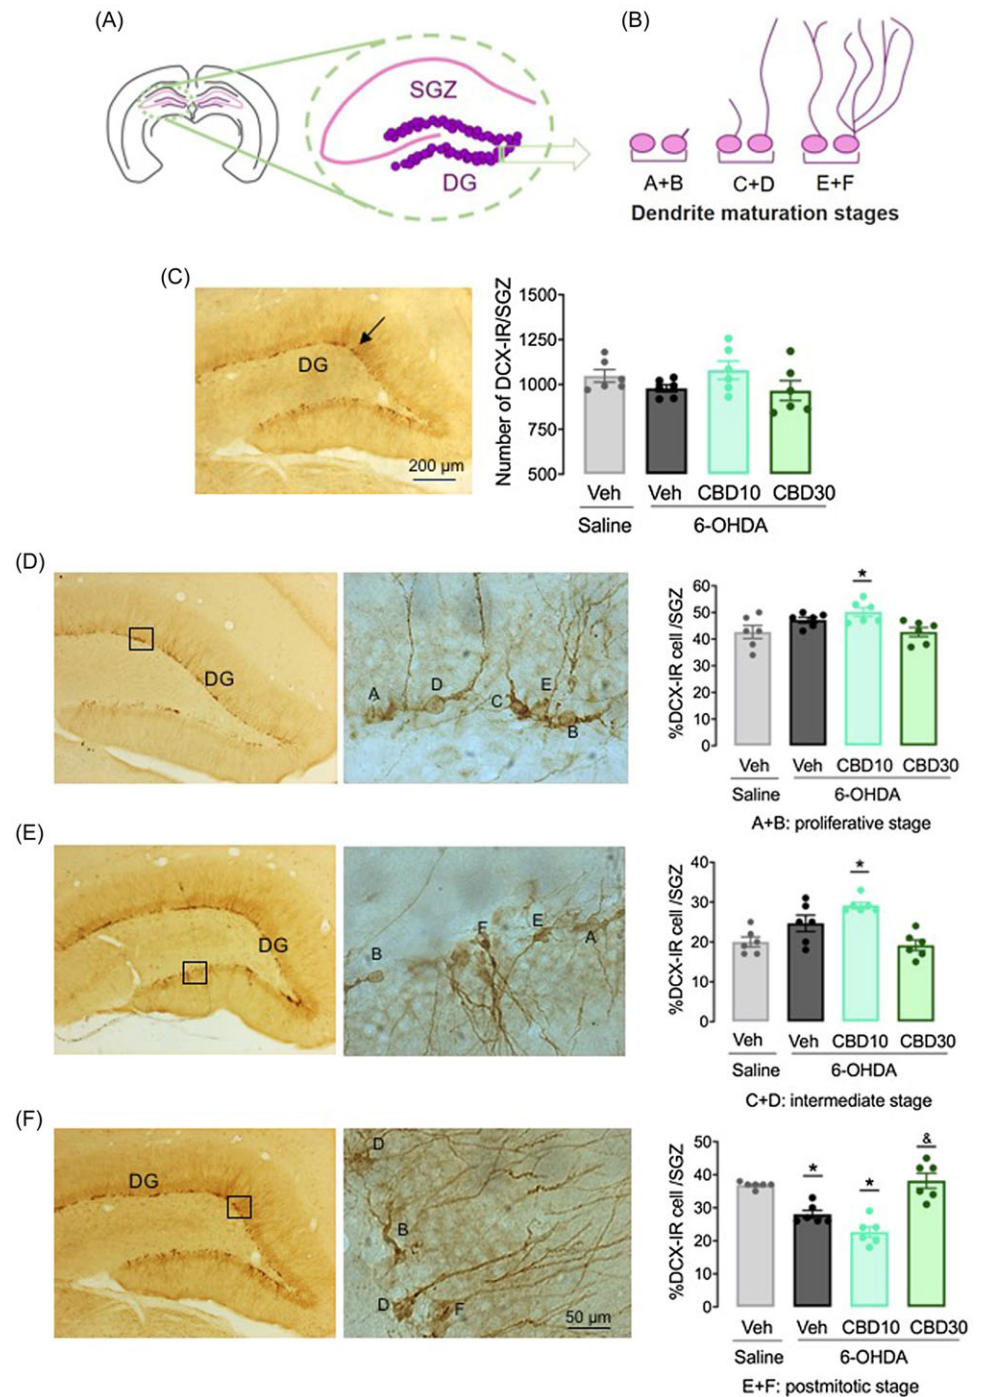 (A)
SGZ
DG
(B)
A+B
C+D
E+F
Dendrite maturation stages
(C)
DG
200 µm
Number of DCX-IR/SGZ
1500
1250
1000
750
500
Veh
Veh
CBD10
CBD30
Saline
6-OHDA
(D)
DG
A
D
C
E
B
%DCX-IR cell /SGZ
60
50
40
30
20
10
0
*
Veh
Veh
CBD10
CBD30
Saline
6-OHDA
A+B: proliferative stage
(E)
DG
B
F
E
A
%DCX-IR cell /SGZ
40
30
20
10
0
*
Veh
Veh
CBD10
CBD30
Saline
6-OHDA
C+D: intermediate stage
(F)
DG
D
B
D
F
50 µm
%DCX-IR cell /SGZ
50
40
30
20
10
0
*
*
&
Veh
Veh
CBD10
CBD30
Saline
6-OHDA
E+F: postmitotic stage